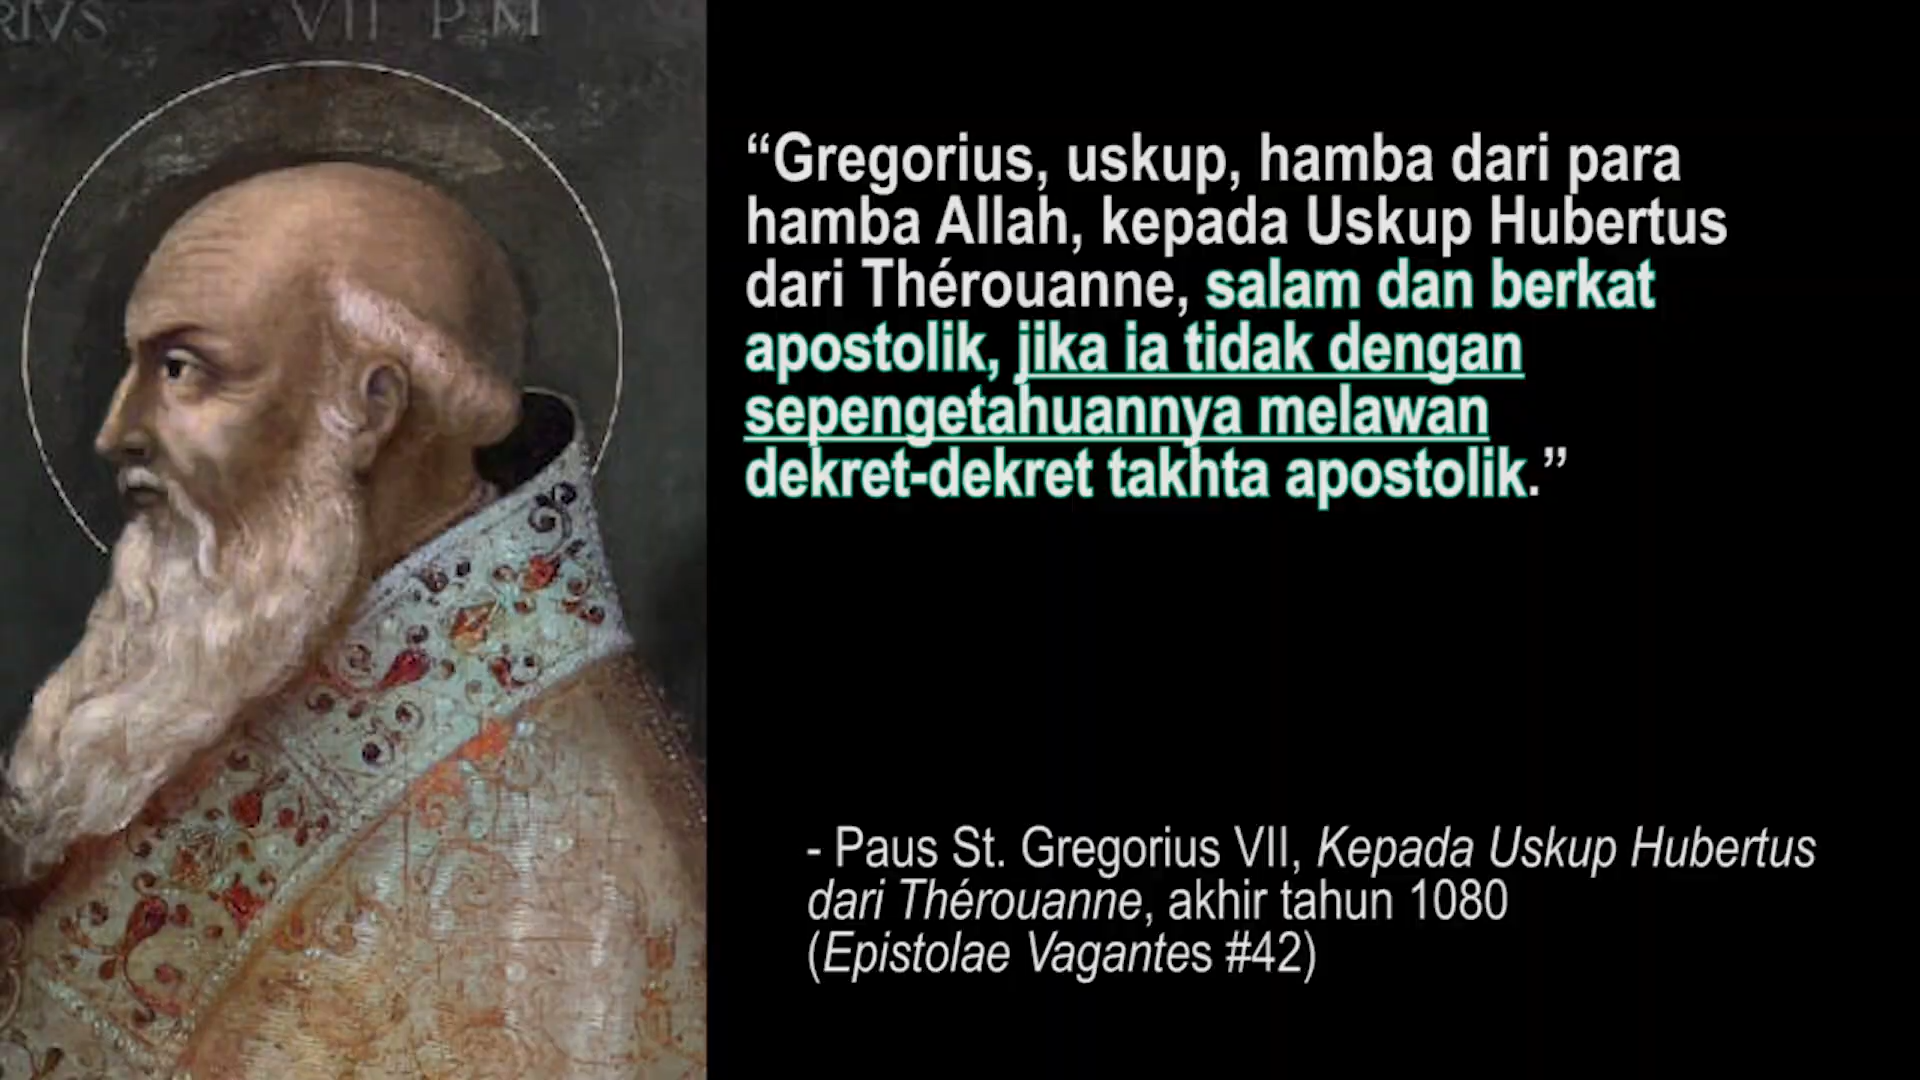 RIVS VII P M
“Gregorius, uskup, hamba dari para
hamba Allah, kepada Uskup Hubertus
dari Thérouanne, salam dan berkat
apostolik, jika ia tidak dengan
sepengetahuannya melawan
dekret-dekret takhta apostolik.”
- Paus St. Gregorius VII, Kepada Uskup Hubertus
dari Thérouanne, akhir tahun 1080
(Epistolae Vagantes #42)